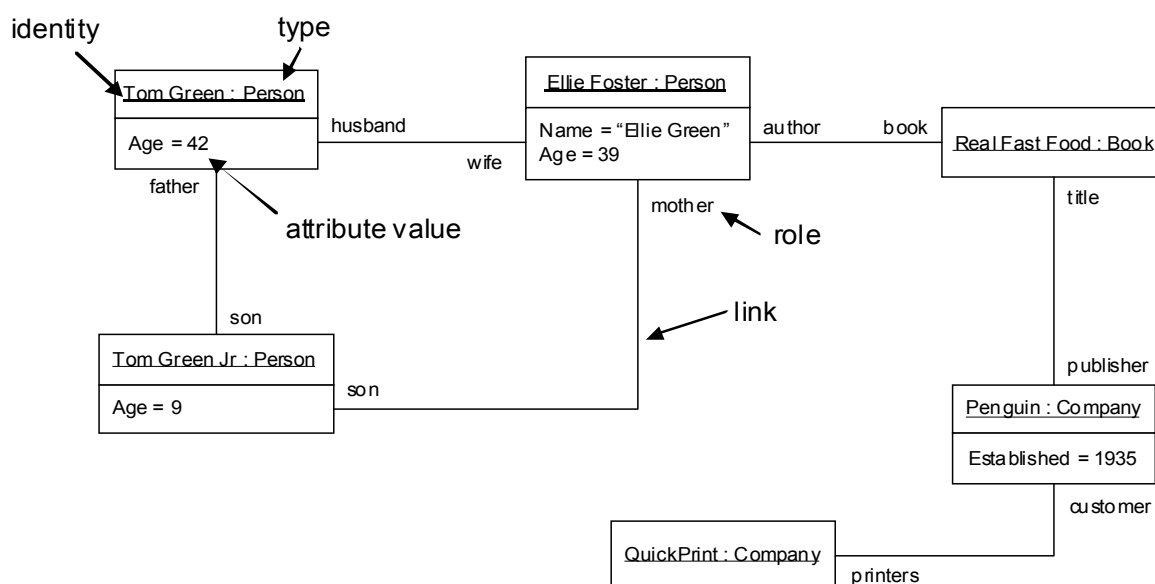 identity
type
Tom Green : Person
Age = 42
husband
wife
Ellie Foster : Person
Name = “Ellie Green”
Age = 39
author
book
Real Fast Food : Book
father
attribute value
mother
role
title
link
son
Tom Green Jr : Person
Age = 9
son
publisher
Penguin : Company
Established = 1935
customer
QuickPrint : Company
printers